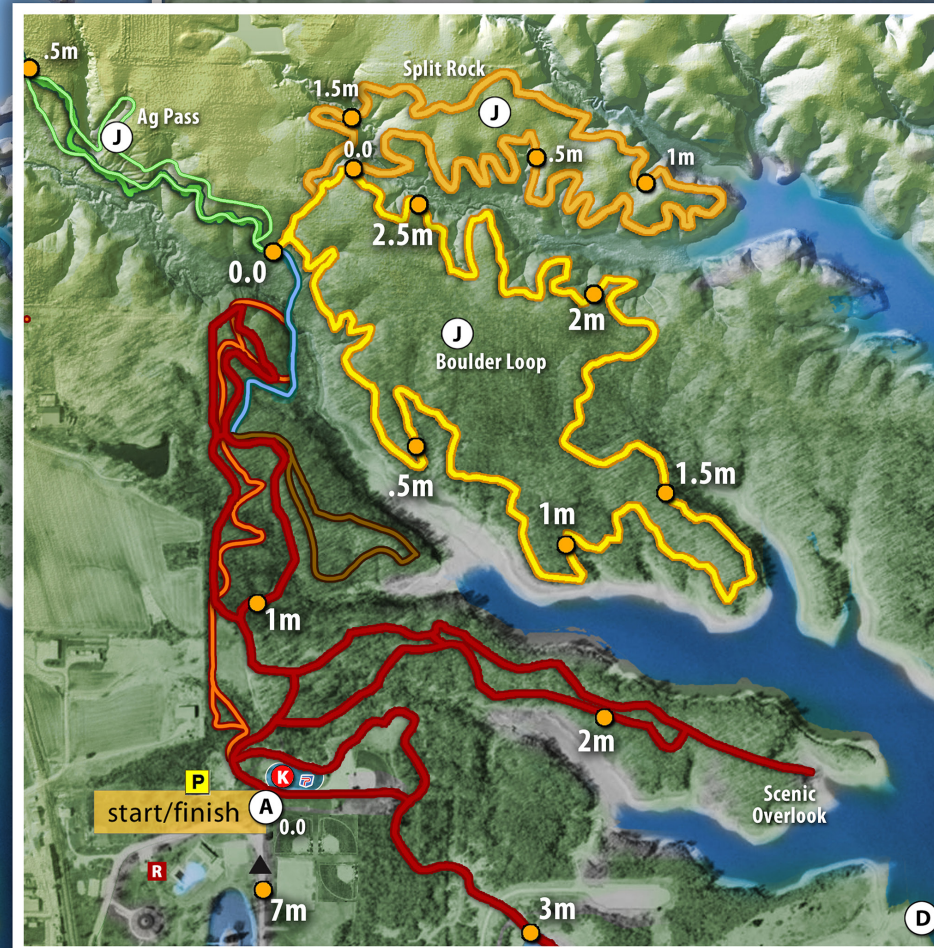 .5m
Split Rock
1.5m
J
Ag Pass
J
0.0
.5m
1m
2.5m
0.0
2m
J
Boulder Loop
.5m
1.5m
1m
1m
2m
P
K
Scenic
Overlook
start/finish
A
0.0
R
7m
3m
D